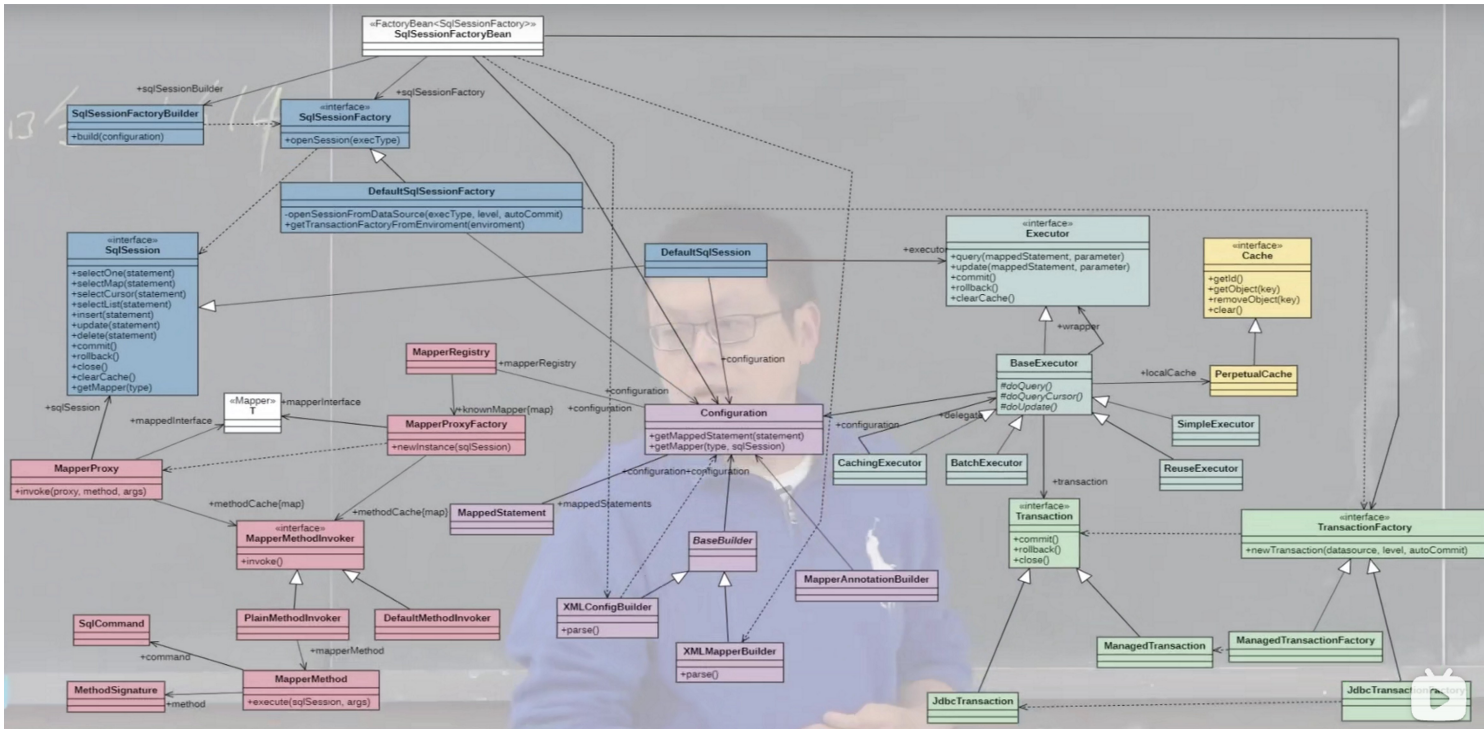 «FactoryBean<SqlSessionFactory>»
SqlSessionFactoryBean
+sqlSessionBuilder
+sqlSessionFactory
SqlSessionFactoryBuilder
+build(configuration)
«interface»
SqlSessionFactory
+openSession(execType)
DefaultSqlSessionFactory
-openSessionFromDataSource(execType, level, autoCommit)
+getTransactionFactoryFromEnviroment(enviroment)
«interface»
SqlSession
+selectOne(statement)
+selectMap(statement)
+selectCursor(statement)
+selectList(statement)
+insert(statement)
+update(statement)
+delete(statement)
+commit()
+rollback()
+close()
+clearCache()
+getMapper(type)
DefaultSqlSession
+executor
«interface»
Executor
+query(mappedStatement, parameter)
+update(mappedStatement, parameter)
+commit()
+rollback()
+clearCache()
«interface»
Cache
+getId()
+getObject(key)
+removeObject(key)
+clear()
+wrapper
MapperRegistry
+mapperRegistry
+configuration
BaseExecutor
#doQuery()
#doQueryCursor()
#doUpdate()
+localCache
PerpetualCache
+sqlSession
+mappedInterface
«Mapper»
T
+mapperInterface
+knownMapper{map}
+configuration
+configuration
MapperProxyFactory
+newInstance(sqlSession)
Configuration
+getMappedStatement(statement)
+getMapper(type, sqlSession)
+configuration
+delegate
SimpleExecutor
MapperProxy
+invoke(proxy, method, args)
+configuration
+configuration
CachingExecutor
BatchExecutor
ReuseExecutor
+methodCache{map}
+methodCache{map}
MappedStatement
+mappedStatements
+transaction
«interface»
MapperMethodInvoker
+invoke()
BaseBuilder
MapperAnnotationBuilder
«interface»
Transaction
+commit()
+rollback()
+close()
«interface»
TransactionFactory
+newTransaction(datasource, level, autoCommit)
SqlCommand
PlainMethodInvoker
DefaultMethodInvoker
XMLConfigBuilder
+parse()
+command
+mapperMethod
XMLMapperBuilder
+parse()
ManagedTransaction
ManagedTransactionFactory
MethodSignature
+method
MapperMethod
+execute(sqlSession, args)
JdbcTransaction
JdbcTransactionFactory